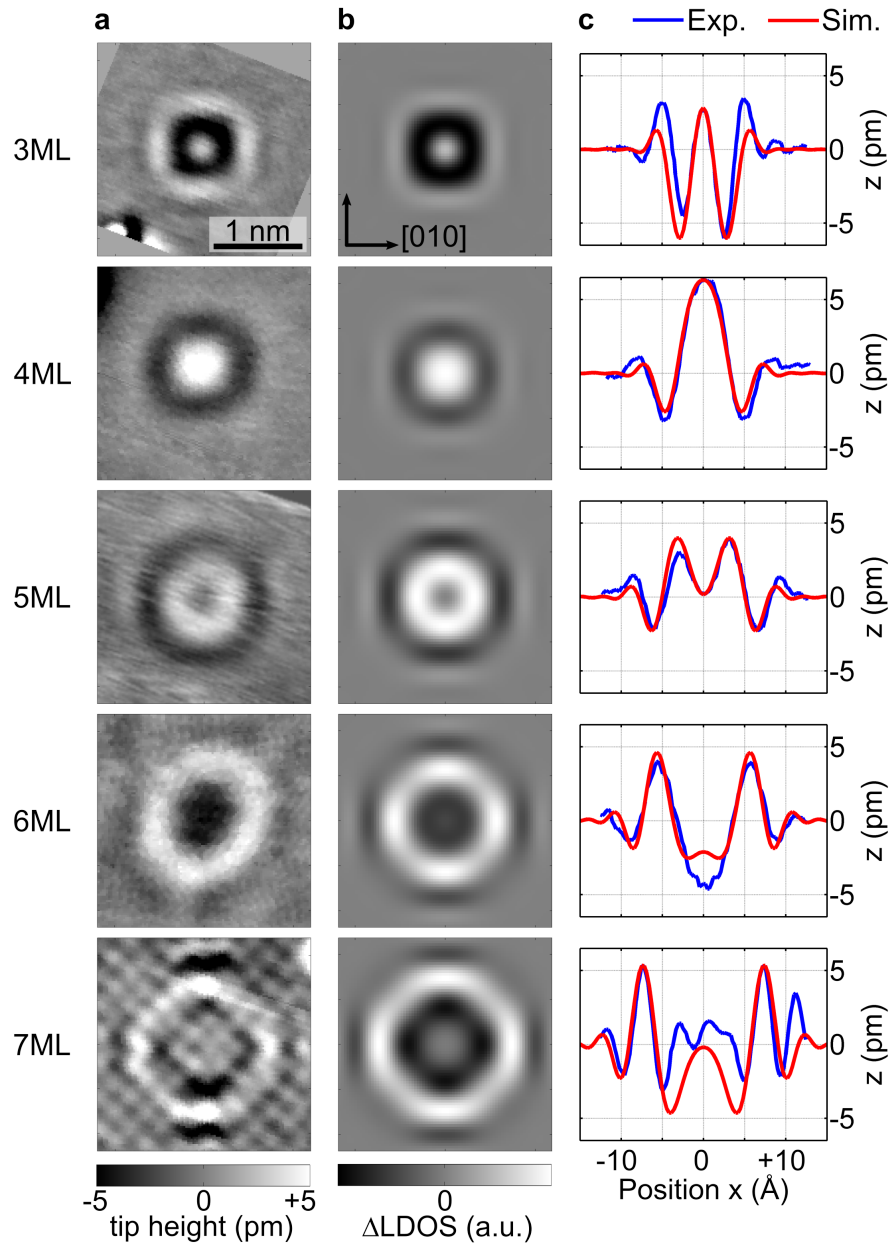 a b c Exp. Sim.
3ML
1 nm
[010]
5
0
-5
z (pm)
4ML
5
0
-5
z (pm)
5ML
5
0
-5
z (pm)
6ML
5
0
-5
z (pm)
7ML
5
0
-5
z (pm)
-10 0 +10
Position x (Å)
-5 0 +5
tip height (pm)
0
ΔLDOS (a.u.)